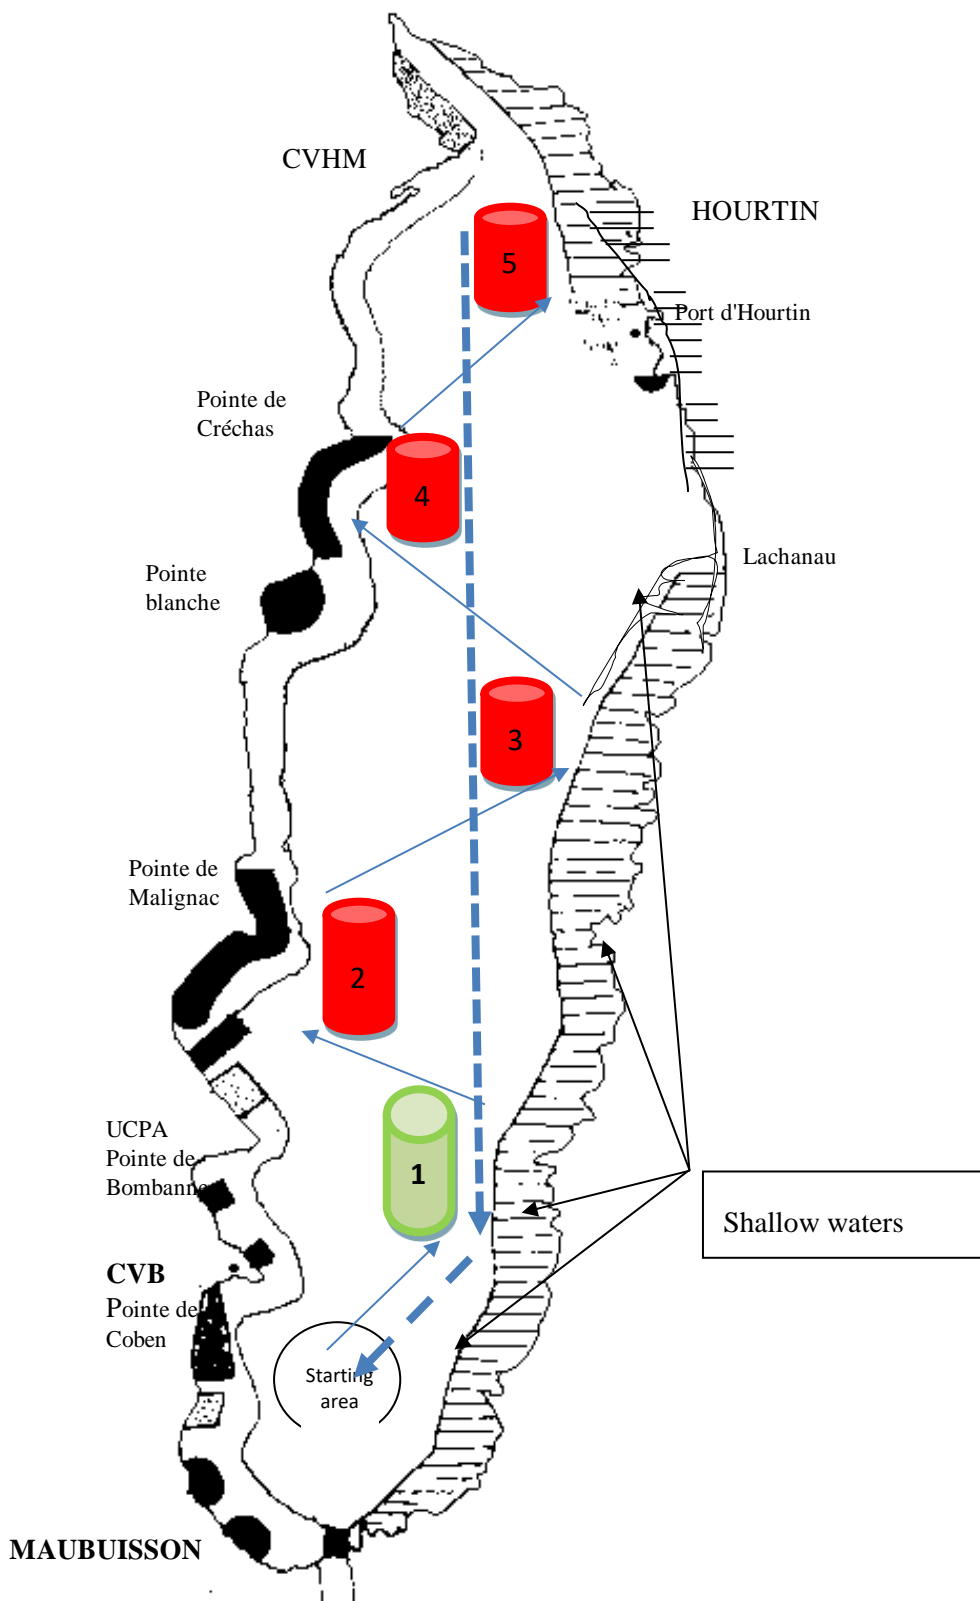 CVHM
HOURTIN
5
Port d'Hourtin
Pointe de
Créchas
4
Lachanau
Pointe
blanche
3
Pointe de
Malignac
2
UCPA
Pointe de
Bombanne
1
Shallow waters
CVB
Pointe de
Coben
Starting
area
MAUBUISSON